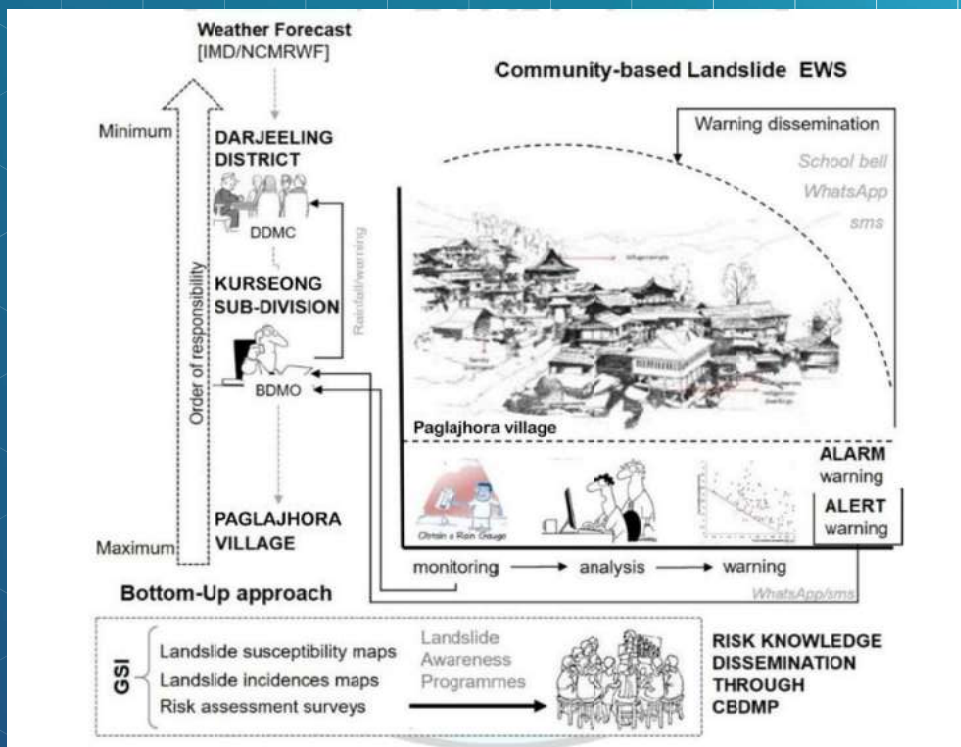 Weather Forecast
[IMD/NCMRWF]
Community-based Landslide EWS
Minimum
DARJEELING
DISTRICT
DDMC
KURSEONG
SUB-DIVISION
BDMO
Rainfall/warning
Order of responsibility
PAGLAJHORA
VILLAGE
Maximum
Bottom-Up approach
Warning dissemination
School bell
WhatsApp
sms
Paglajhora village
ALARM
warning
ALERT
warning
Obtain a Rain Gauge
monitoring
analysis
warning
WhatsApp/sms
GSI
Landslide susceptibility maps
Landslide incidences maps
Risk assessment surveys
Landslide
Awareness
Programmes
RISK KNOWLEDGE
DISSEMINATION
THROUGH
CBDMP